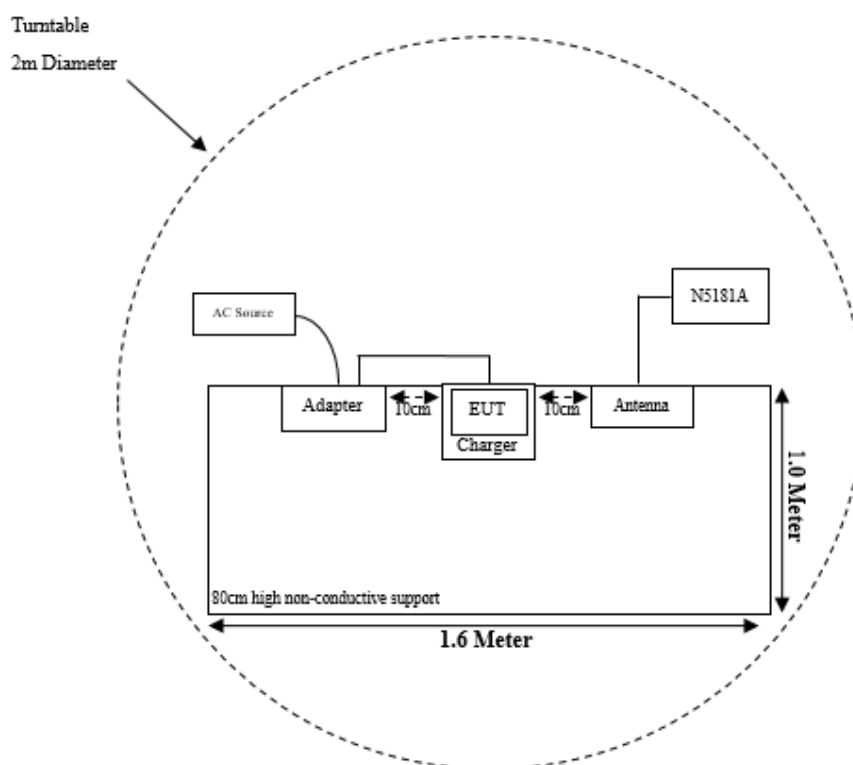 Turntable
2m Diameter
N5181A
AC Source
Adapter
10cm
EUT
10cm
Antenna
Charger
1.0 Meter
80cm high non-conductive support
1.6 Meter